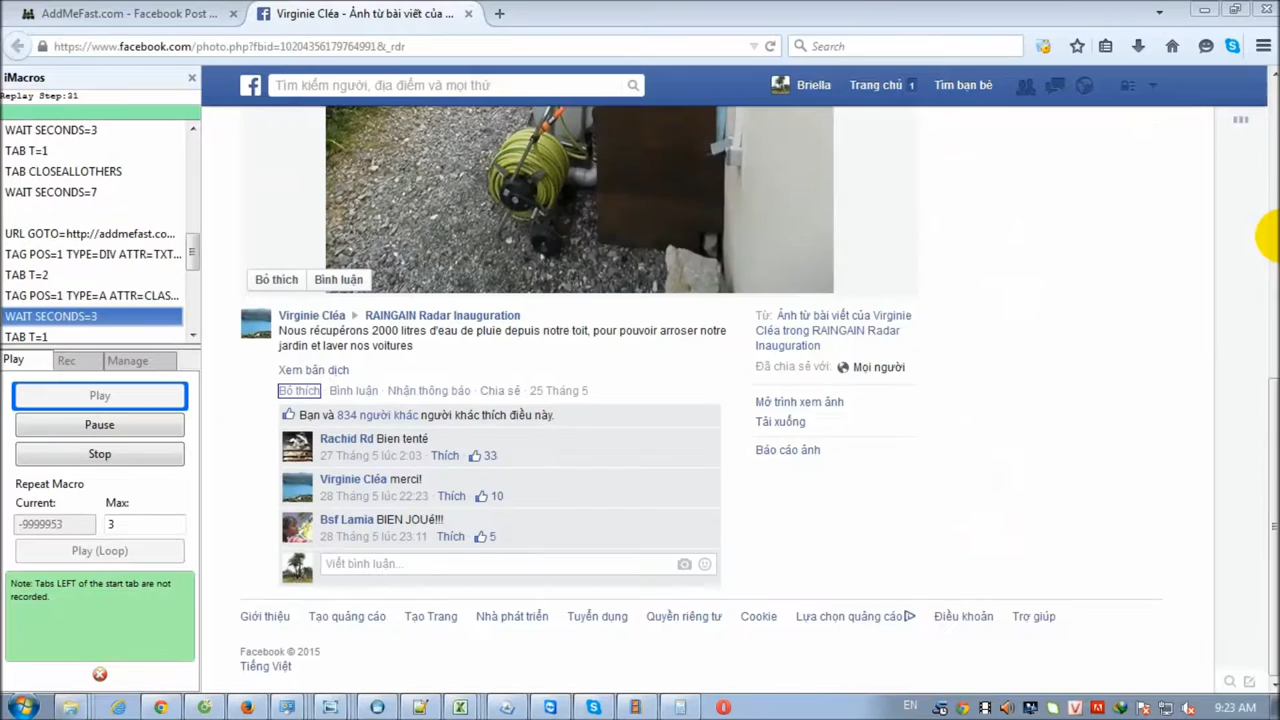 AddMeFast.com - Facebook Post ...
Virginie Cléa - Ảnh từ bài viết của ...
https://www.facebook.com/photo.php?fbid=10204356179764991&_rdr
Search
iMacros
Replay Step:31
WAIT SECONDS=3
TAB T=1
TAB CLOSEALLOTHERS
WAIT SECONDS=7
URL GOTO=http://addmefast.co...
TAG POS=1 TYPE=DIV ATTR=TXT...
TAB T=2
TAG POS=1 TYPE=A ATTR=CLAS...
WAIT SECONDS=3
TAB T=1
Play
Rec
Manage
Play
Pause
Stop
Repeat Macro
Current:
Max:
-9999953
3
Play (Loop)
Note: Tabs LEFT of the start tab are not
recorded.
Tìm kiếm người, địa điểm và mọi thứ
Briella
Trang chủ 1
Tìm bạn bè
Bỏ thích
Bình luận
Virginie Cléa
RAINGAIN Radar Inauguration
Nous récupérons 2000 litres d'eau de pluie depuis notre toit, pour pouvoir arroser notre
jardin et laver nos voitures
Xem bản dịch
Bỏ thích · Bình luận · Nhận thông báo · Chia sẻ · 25 Tháng 5
Bạn và 834 người khác người khác thích điều này.
Rachid Rd Bien tenté
27 Tháng 5 lúc 2:03 · Thích · 33
Virginie Cléa merci!
28 Tháng 5 lúc 22:23 · Thích · 10
Bsf Lamia BIEN JOUé!!!
28 Tháng 5 lúc 23:11 · Thích · 5
Viết bình luận...
Từ: Ảnh từ bài viết của Virginie
Cléa trong RAINGAIN Radar
Inauguration
Đã chia sẻ với: Mọi người
Mở trình xem ảnh
Tải xuống
Báo cáo ảnh
Giới thiệu
Tạo quảng cáo
Tạo Trang
Nhà phát triển
Tuyển dụng
Quyền riêng tư
Cookie
Lựa chọn quảng cáo
Điều khoản
Trợ giúp
Facebook © 2015
Tiếng Việt
EN
9:23 AM